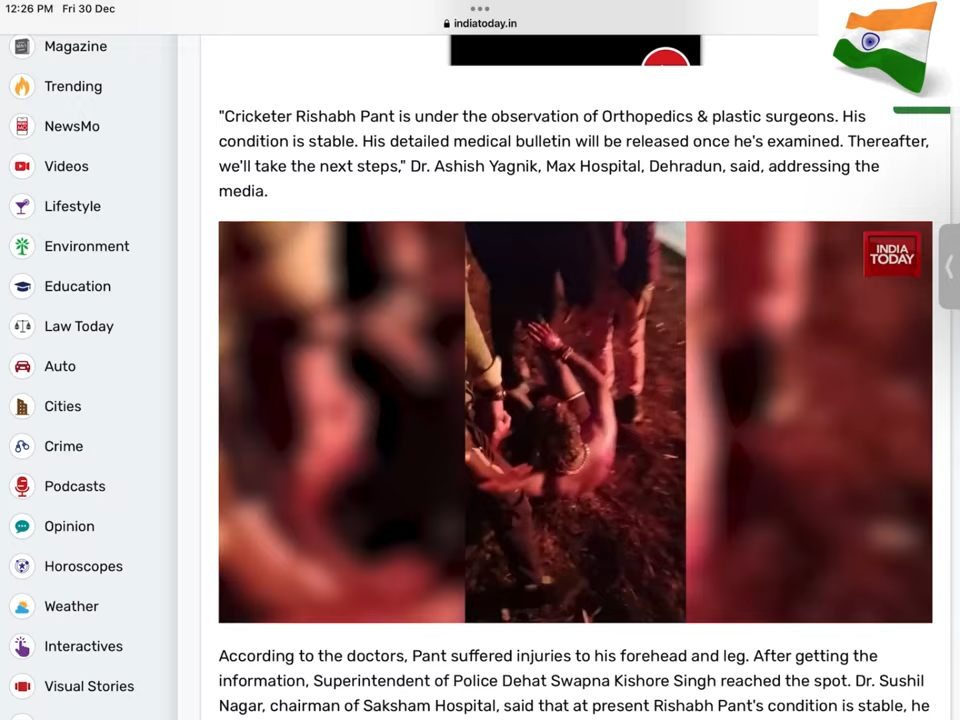 12:26 PM Fri 30 Dec
indiatoday.in
Magazine
Trending
NewsMo
Videos
Lifestyle
Environment
Education
Law Today
Auto
Cities
Crime
Podcasts
Opinion
Horoscopes
Weather
Interactives
Visual Stories
"Cricketer Rishabh Pant is under the observation of Orthopedics & plastic surgeons. His
condition is stable. His detailed medical bulletin will be released once he's examined. Thereafter,
we'll take the next steps," Dr. Ashish Yagnik, Max Hospital, Dehradun, said, addressing the
media.
INDIA
TODAY
According to the doctors, Pant suffered injuries to his forehead and leg. After getting the
information, Superintendent of Police Dehat Swapna Kishore Singh reached the spot. Dr. Sushil
Nagar, chairman of Saksham Hospital, said that at present Rishabh Pant's condition is stable, he